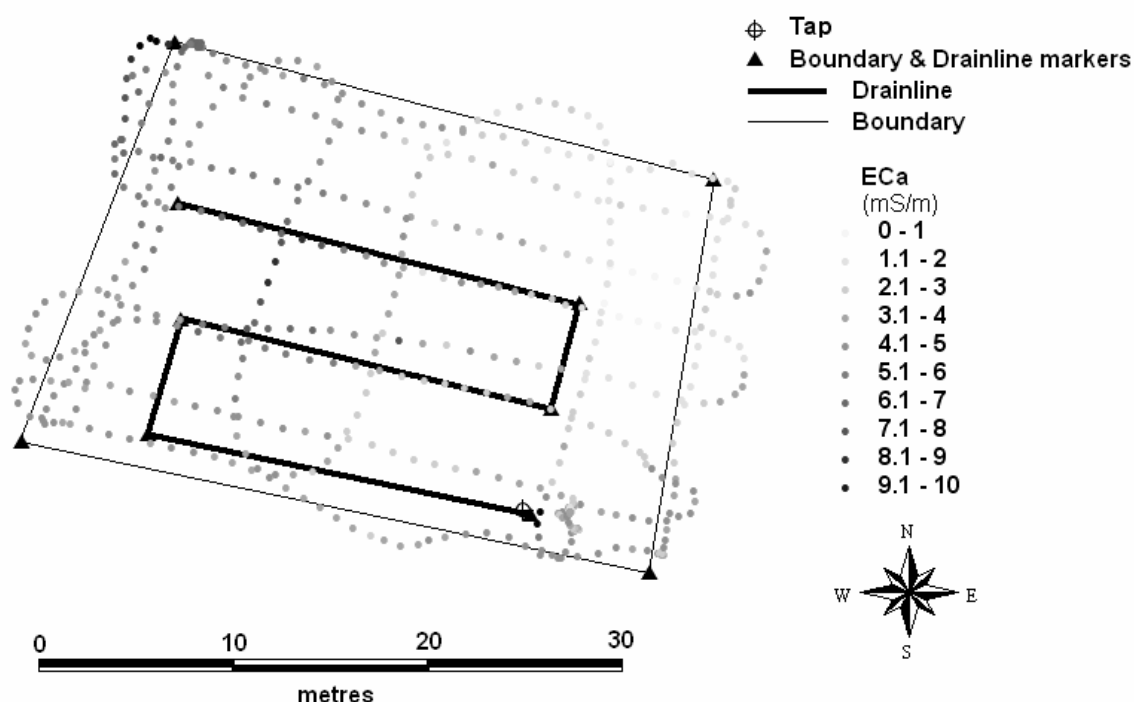 Tap
Boundary & Drainline markers
Drainline
Boundary
ECa
(mS/m)
0 - 1
1.1 - 2
2.1 - 3
3.1 - 4
4.1 - 5
5.1 - 6
6.1 - 7
7.1 - 8
8.1 - 9
9.1 - 10
N
W E
S
0 10 20 30
metres